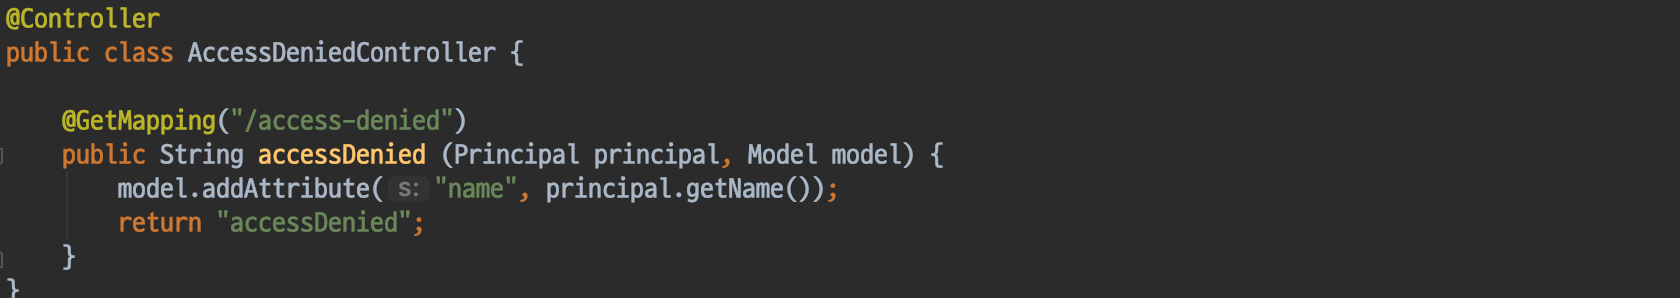 @Controller
public class AccessDeniedController {
@GetMapping("/access-denied")
public String accessDenied (Principal principal, Model model) {
model.addAttribute( s: "name", principal.getName());
return "accessDenied";
}
}